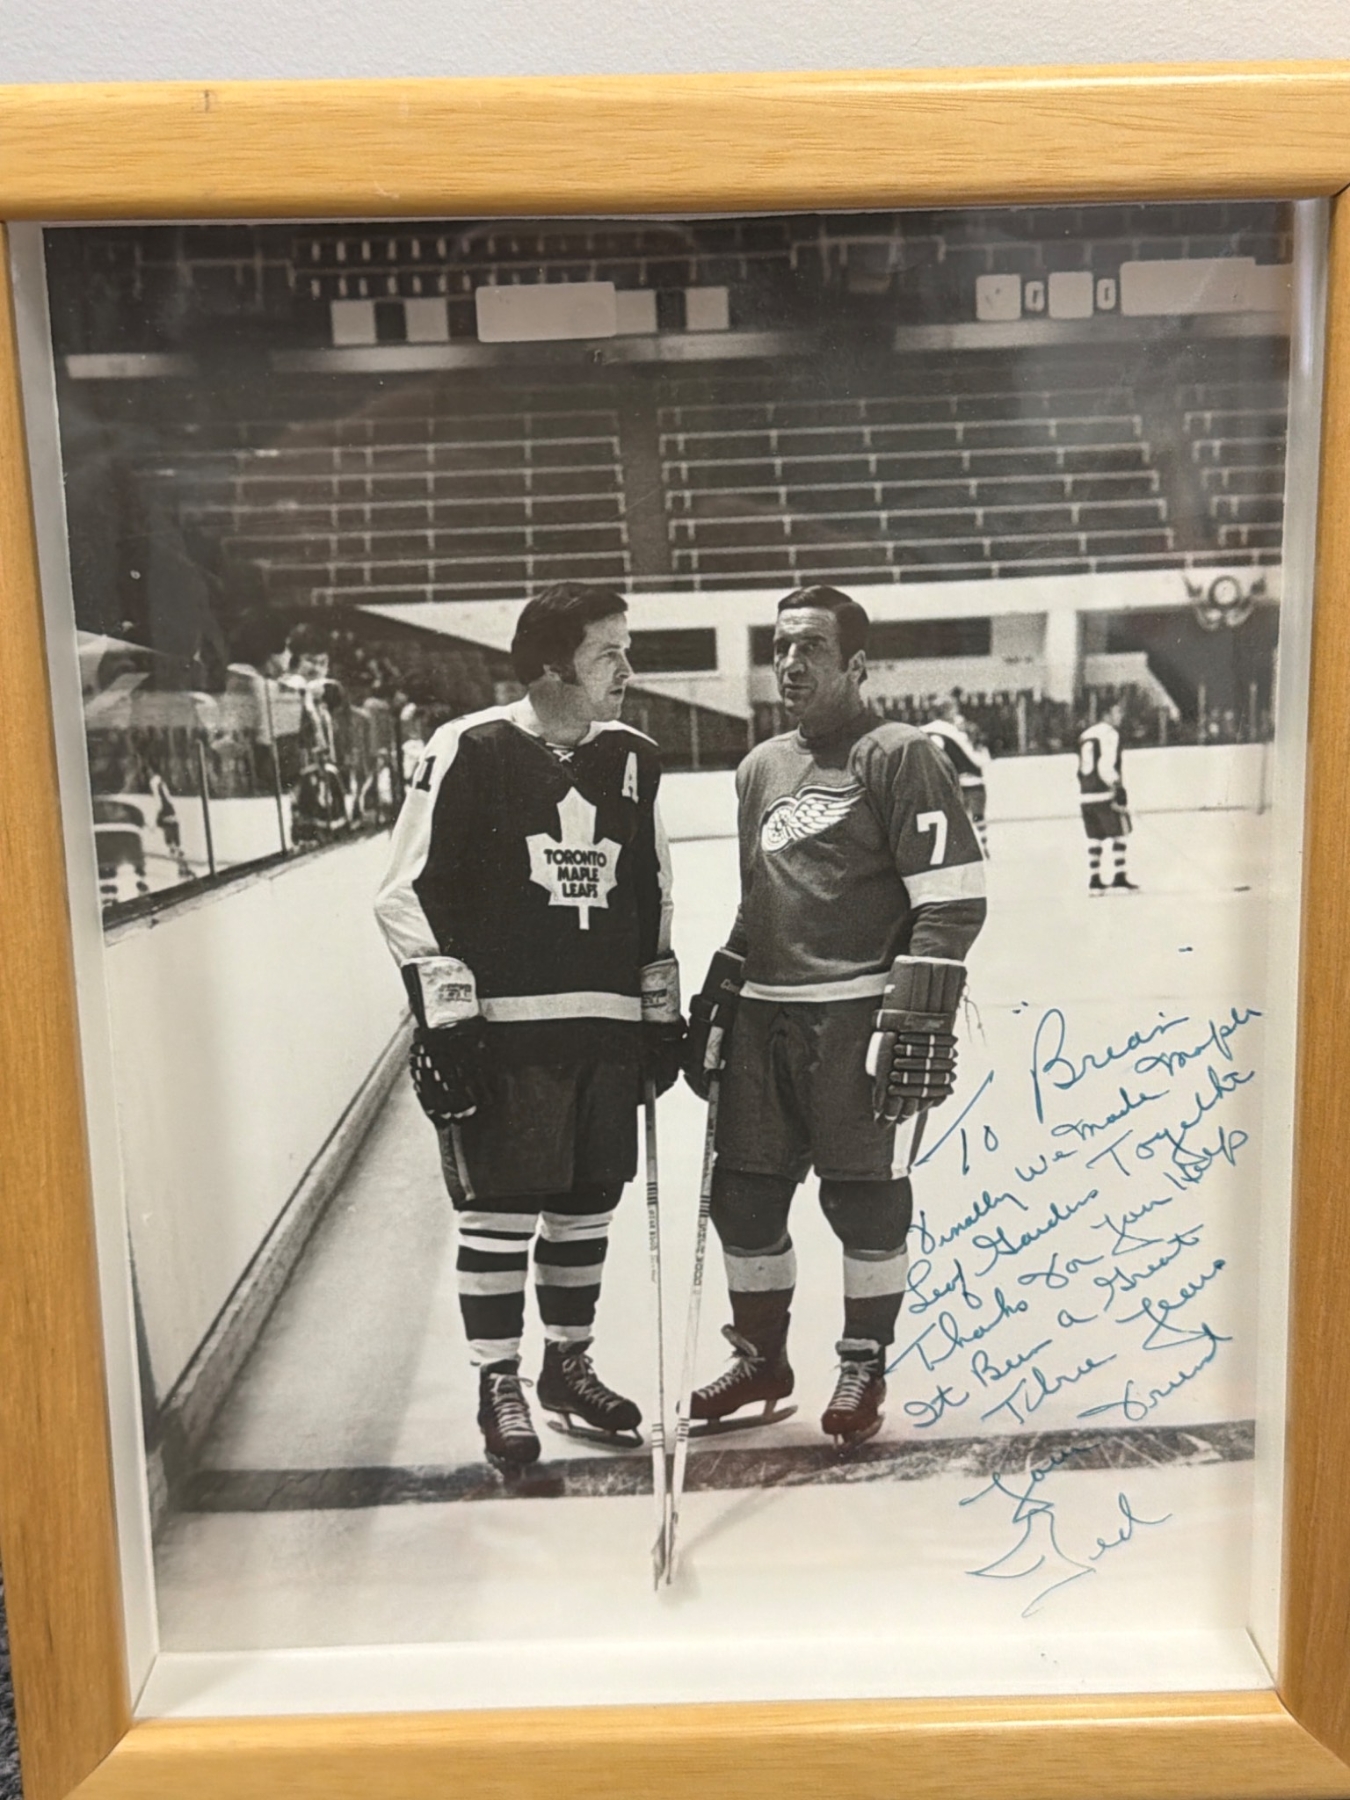 A
1
TORONTO
MAPLE
LEAFS
7
To "Brian"
Finally We Made Maple
Leaf Gardens Together
Thanks For Your Help
It Been a Great
Three Years
Your Friend
Ted